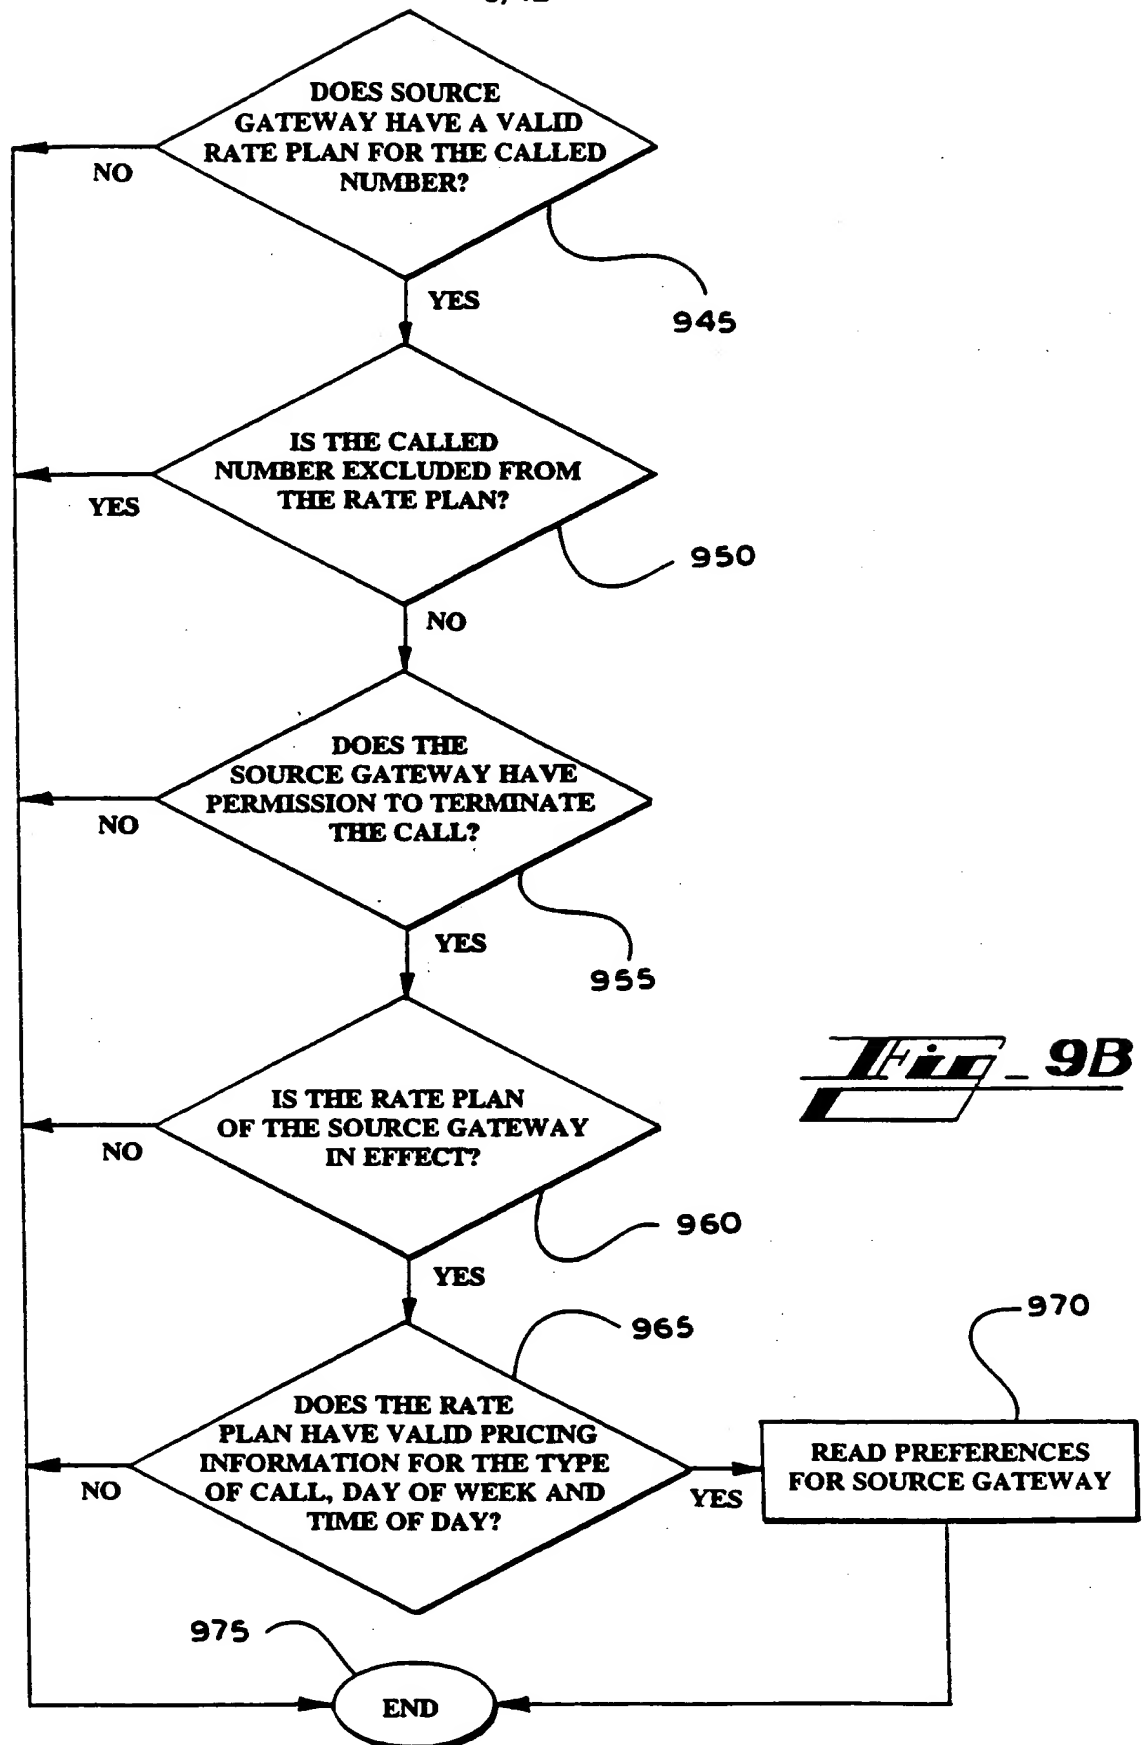 DOES SOURCE
GATEWAY HAVE A VALID
RATE PLAN FOR THE CALLED
NUMBER?
NO
YES
945
IS THE CALLED
NUMBER EXCLUDED FROM
THE RATE PLAN?
YES
950
NO
DOES THE
SOURCE GATEWAY HAVE
PERMISSION TO TERMINATE
THE CALL?
NO
YES
955
Fig_9B
IS THE RATE PLAN
OF THE SOURCE GATEWAY
IN EFFECT?
NO
960
YES
965
970
DOES THE RATE
PLAN HAVE VALID PRICING
INFORMATION FOR THE TYPE
OF CALL, DAY OF WEEK AND
TIME OF DAY?
NO
YES
READ PREFERENCES
FOR SOURCE GATEWAY
975
END